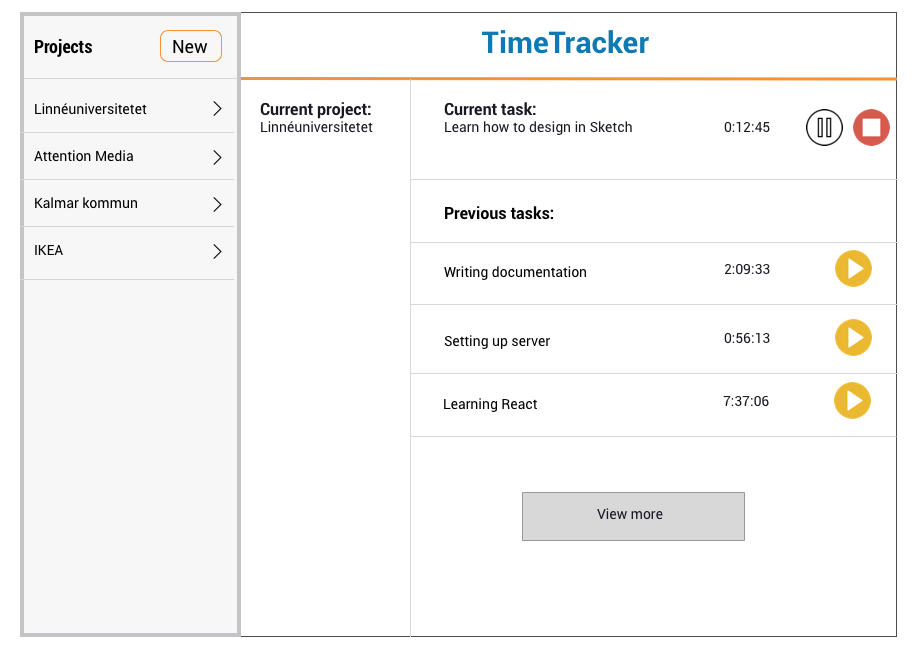 Projects
New
Linnéuniversitetet
Attention Media
Kalmar kommun
IKEA
TimeTracker
Current project:
Linnéuniversitetet
Current task:
Learn how to design in Sketch
0:12:45
Previous tasks:
Writing documentation
2:09:33
Setting up server
0:56:13
Learning React
7:37:06
View more